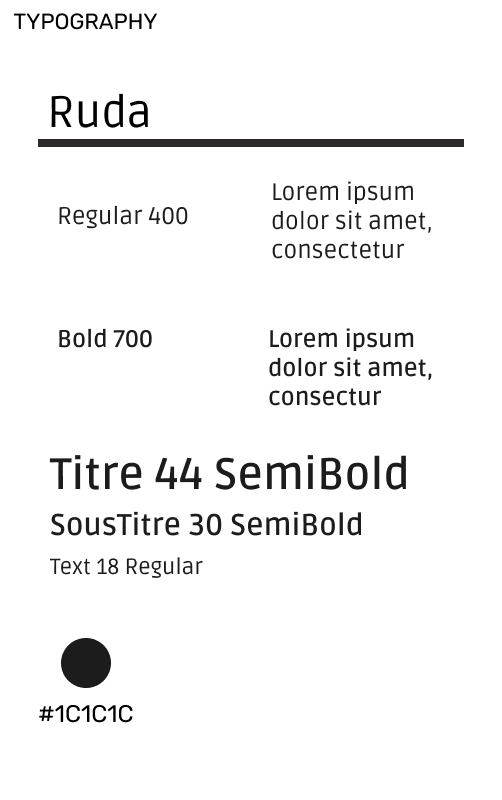 TYPOGRAPHY
Ruda
Regular 400
Lorem ipsum
dolor sit amet,
consectetur
Bold 700
Lorem ipsum
dolor sit amet,
consectur
Titre 44 SemiBold
SousTitre 30 SemiBold
Text 18 Regular
#1C1C1C